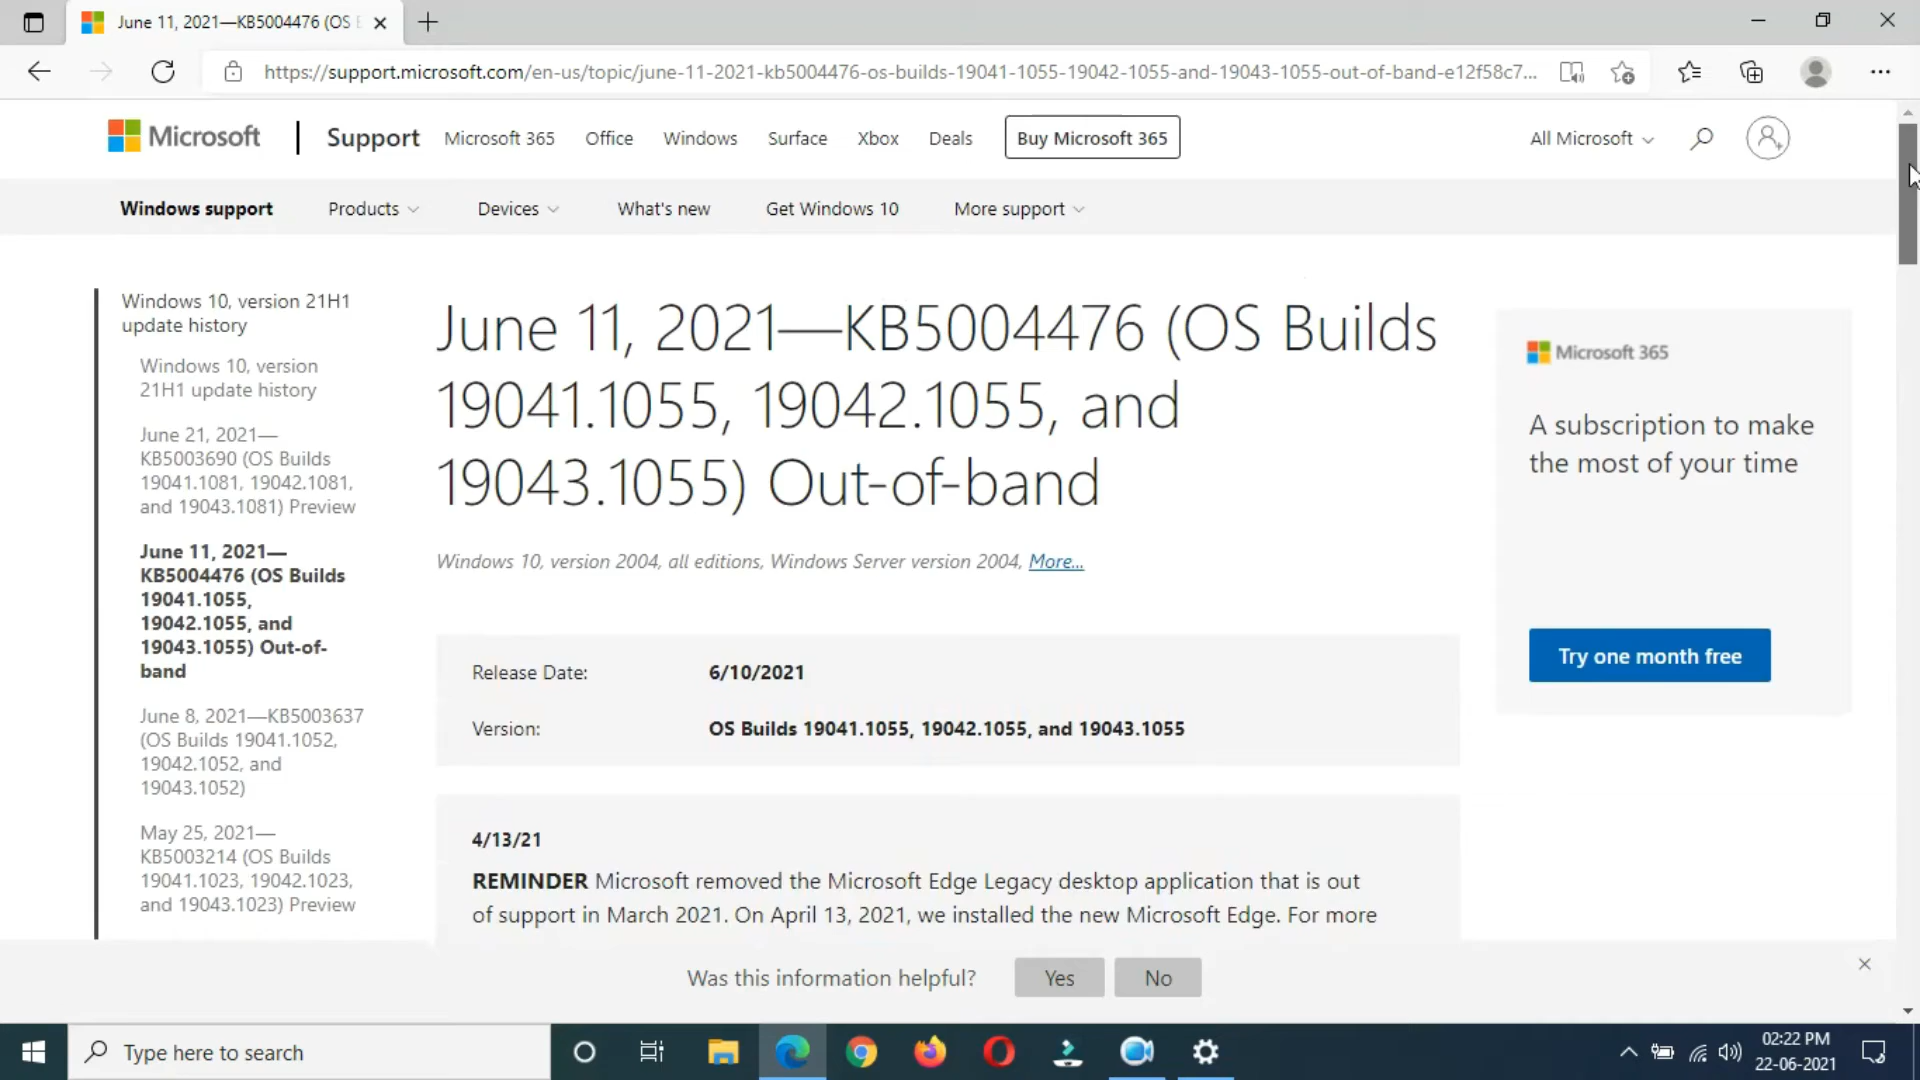 June 11, 2021—KB5004476 (OS
https://support.microsoft.com/en-us/topic/june-11-2021-kb5004476-os-builds-19041-1055-19042-1055-and-19043-1055-out-of-band-e12f58c7...
Microsoft Support Microsoft 365 Office Windows Surface Xbox Deals Buy Microsoft 365 All Microsoft
Windows support Products Devices What's new Get Windows 10 More support
Windows 10, version 21H1
update history
Windows 10, version
21H1 update history
June 21, 2021—
KB5003690 (OS Builds
19041.1081, 19042.1081,
and 19043.1081) Preview
June 11, 2021—
KB5004476 (OS Builds
19041.1055,
19042.1055, and
19043.1055) Out-of-
band
June 8, 2021—KB5003637
(OS Builds 19041.1052,
19042.1052, and
19043.1052)
May 25, 2021—
KB5003214 (OS Builds
19041.1023, 19042.1023,
and 19043.1023) Preview
June 11, 2021—KB5004476 (OS Builds
19041.1055, 19042.1055, and
19043.1055) Out-of-band
Windows 10, version 2004, all editions, Windows Server version 2004, More...
Release Date: 6/10/2021
Version: OS Builds 19041.1055, 19042.1055, and 19043.1055
4/13/21
REMINDER Microsoft removed the Microsoft Edge Legacy desktop application that is out
of support in March 2021. On April 13, 2021, we installed the new Microsoft Edge. For more
Microsoft 365
A subscription to make
the most of your time
Try one month free
Was this information helpful? Yes No
Type here to search
02:22 PM
22-06-2021